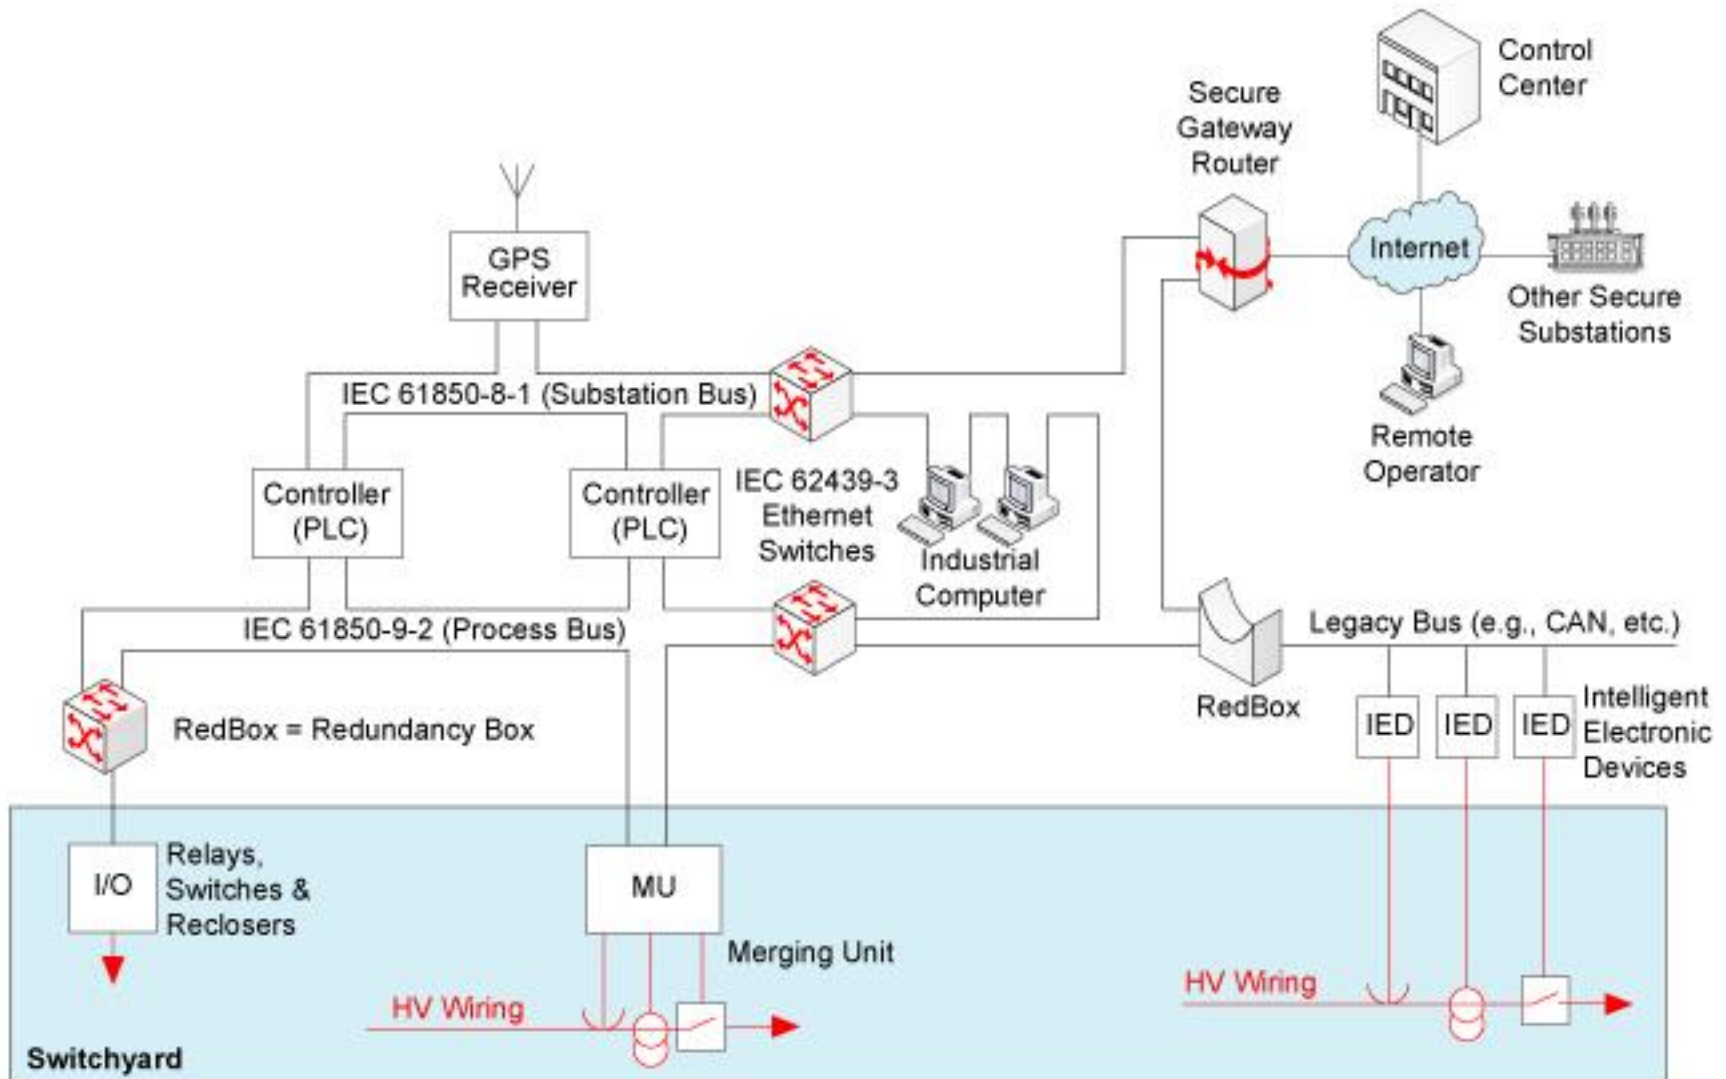 Control
Center
Secure
Gateway
Router
Internet
Other Secure
Substations
Remote
Operator
GPS
Receiver
IEC 61850-8-1 (Substation Bus)
Controller
(PLC)
Controller
(PLC)
IEC 62439-3
Ethernet
Switches
Industrial
Computer
IEC 61850-9-2 (Process Bus)
Legacy Bus (e.g., CAN, etc.)
RedBox
RedBox = Redundancy Box
IED
IED
IED
Intelligent
Electronic
Devices
I/O
Relays,
Switches &
Reclosers
MU
Merging Unit
HV Wiring
HV Wiring
Switchyard